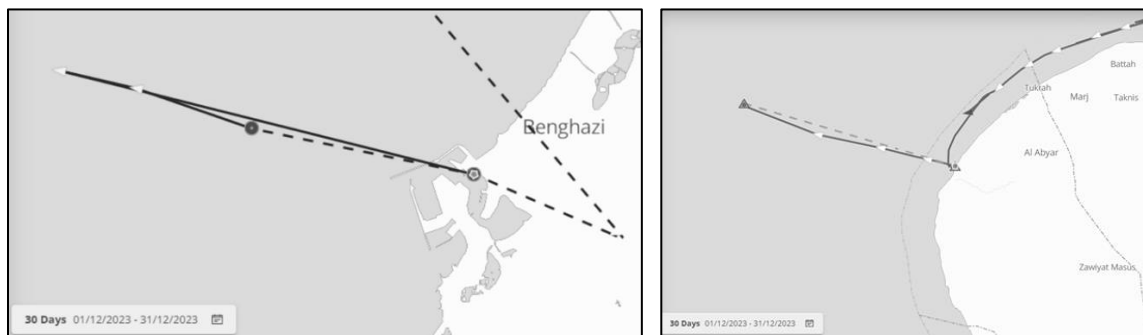 Benghazi
30 Days 01/12/2023 - 31/12/2023
Battah
Tukrah
Marj
Taknis
Al Abyar
Zawiyat Masus
30 Days 01/12/2023 - 31/12/2023